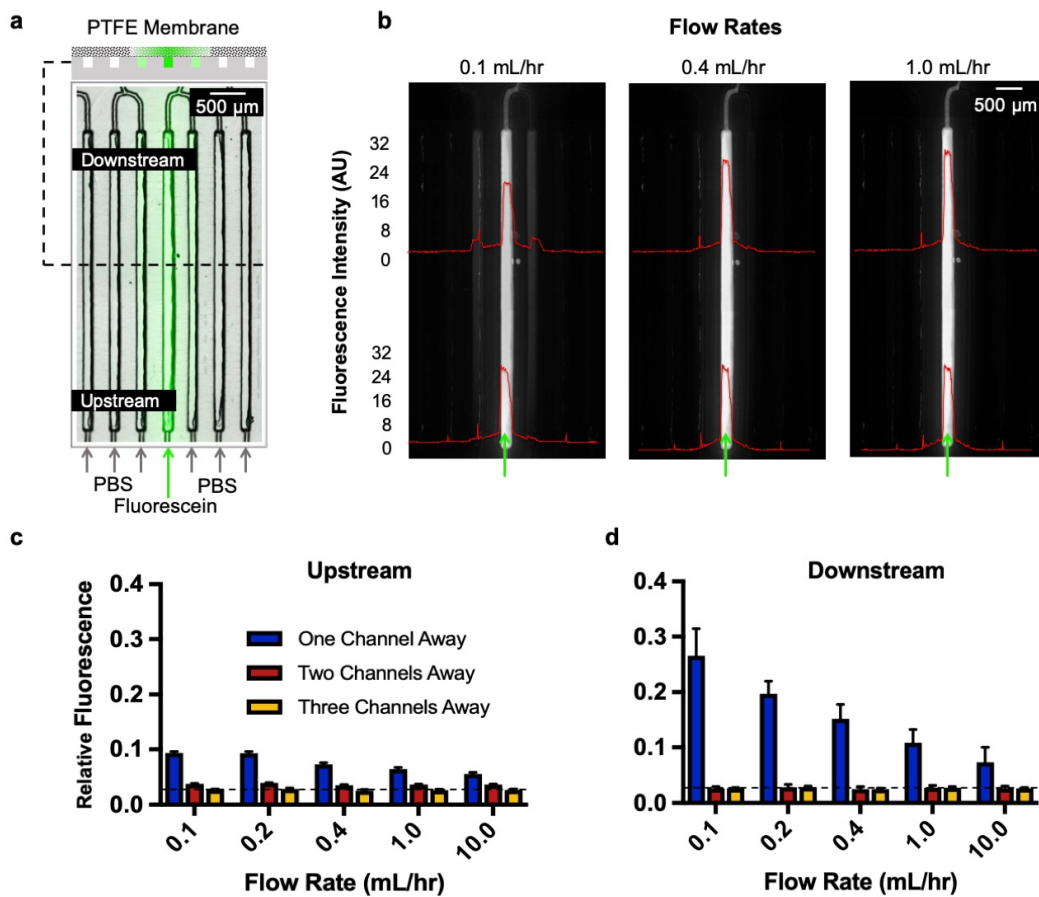 a
PTFE Membrane
500 µm
Downstream
Upstream
PBS PBS
Fluorescein
b
Flow Rates
0.1 mL/hr 0.4 mL/hr 1.0 mL/hr
500 µm
Fluorescence Intensity (AU)
32
24
16
8
0
32
24
16
8
0
c
Upstream
Relative Fluorescence
0.4
0.3
0.2
0.1
0.0
One Channel Away
Two Channels Away
Three Channels Away
0.1 0.2 0.4 1.0 10.0
Flow Rate (mL/hr)
d
Downstream
0.4
0.3
0.2
0.1
0.0
0.1 0.2 0.4 1.0 10.0
Flow Rate (mL/hr)